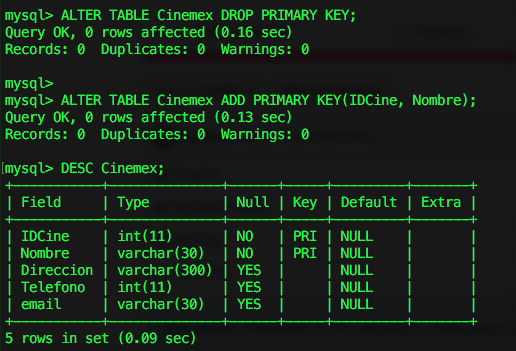 mysql> ALTER TABLE Cinemex DROP PRIMARY KEY;
Query OK, 0 rows affected (0.16 sec)
Records: 0  Duplicates: 0  Warnings: 0

mysql>
mysql> ALTER TABLE Cinemex ADD PRIMARY KEY(IDCine, Nombre);
Query OK, 0 rows affected (0.13 sec)
Records: 0  Duplicates: 0  Warnings: 0

mysql> DESC Cinemex;
+-----------+--------------+------+-----+---------+-------+
| Field     | Type         | Null | Key | Default | Extra |
+-----------+--------------+------+-----+---------+-------+
| IDCine    | int(11)      | NO   | PRI | NULL    |       |
| Nombre    | varchar(30)  | NO   | PRI | NULL    |       |
| Direccion | varchar(300) | YES  |     | NULL    |       |
| Telefono  | int(11)      | YES  |     | NULL    |       |
| email     | varchar(30)  | YES  |     | NULL    |       |
+-----------+--------------+------+-----+---------+-------+
5 rows in set (0.09 sec)